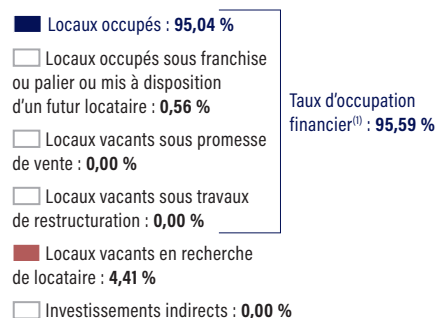 Locaux occupés : 95,04 %
Locaux occupés sous franchise
ou palier ou mis à disposition
d'un futur locataire : 0,56 %
Locaux vacants sous promesse
de vente : 0,00 %
Locaux vacants sous travaux
de restructuration : 0,00 %
Taux d'occupation
financier(1) : 95,59 %
Locaux vacants en recherche
de locataire : 4,41 %
Investissements indirects : 0,00 %